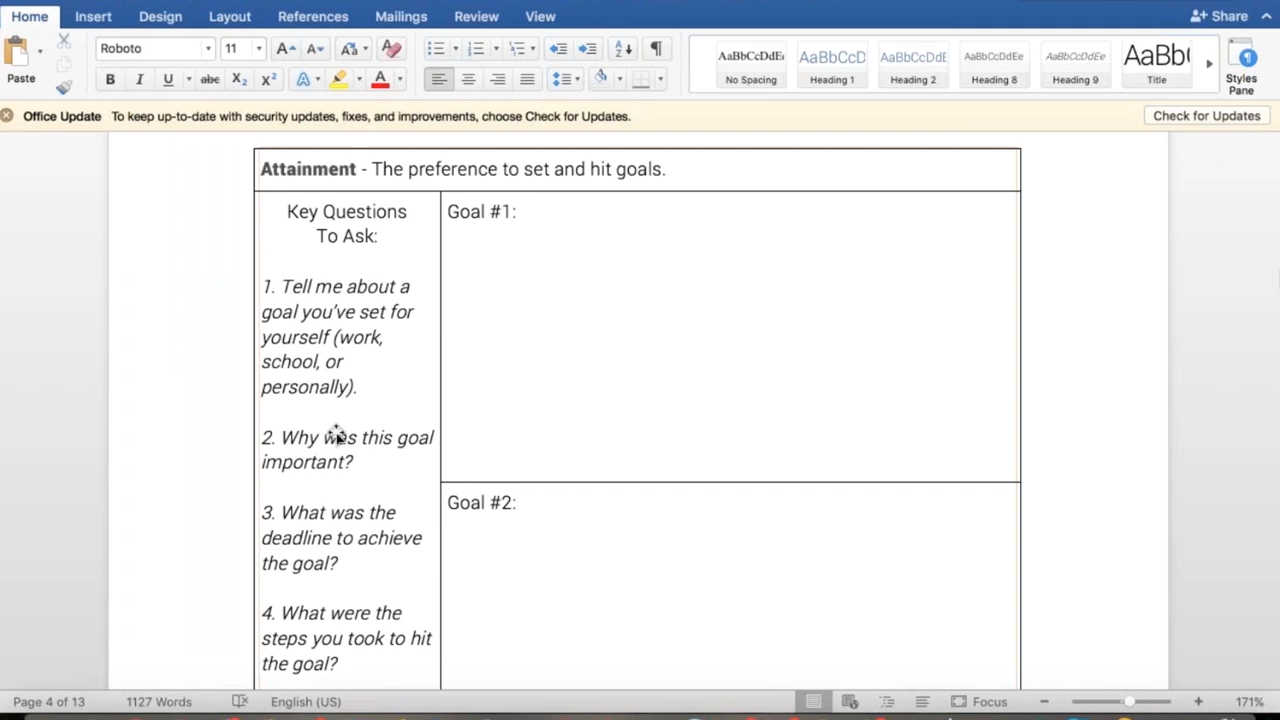 Home Insert Design Layout References Mailings Review View Share
Roboto 11 A A Aa A
Paste
B I U abc X2 X2 A A
AaBbCcDdEe AaBbCcD AaBbCcDdE AaBbCcDdEe AaBbCcDdEe AaBb(
No Spacing Heading 1 Heading 2 Heading 8 Heading 9 Title
Styles
Pane
Office Update To keep up-to-date with security updates, fixes, and improvements, choose Check for Updates. Check for Updates
Attainment - The preference to set and hit goals.
Key Questions
To Ask:
1. Tell me about a
goal you've set for
yourself (work,
school, or
personally).
2. Why was this goal
important?
3. What was the
deadline to achieve
the goal?
4. What were the
steps you took to hit
the goal?
Goal #1:
Goal #2:
Page 4 of 13 1127 Words English (US) Focus 171%